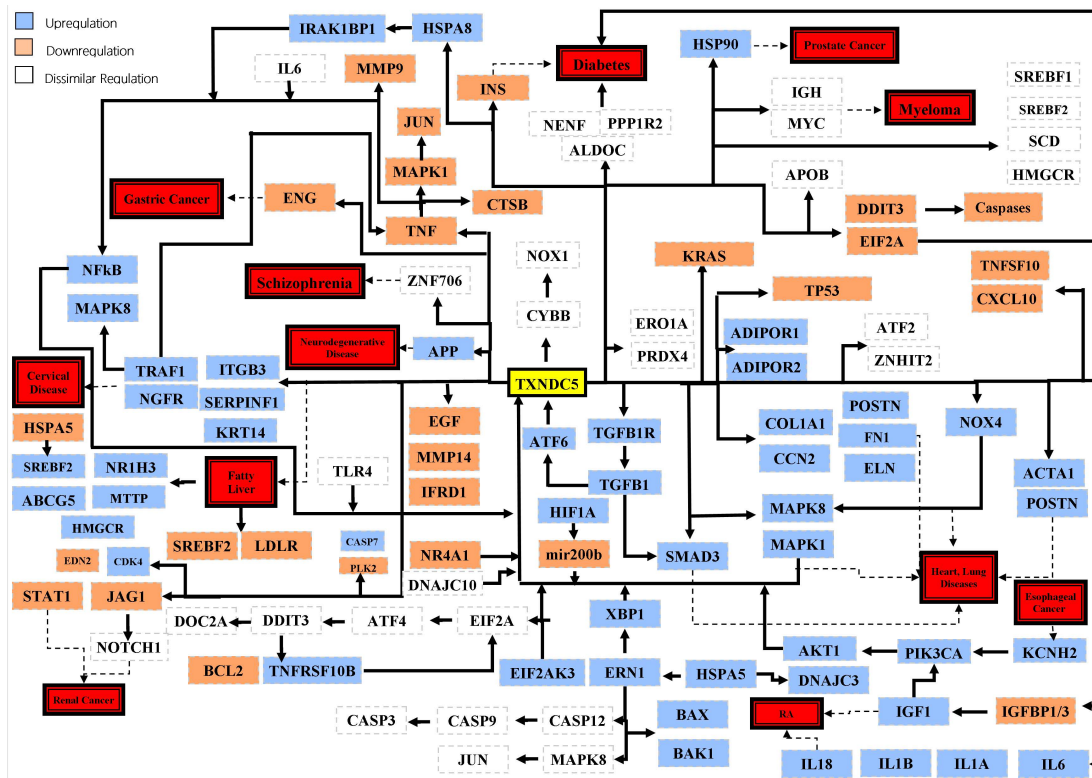 Upregulation
Downregulation
Dissimilar Regulation
IRAK1BP1
HSPA8
IL6
MMP9
INS
Diabetes
HSP90
Prostate Cancer
SREBF1
IGH
MYC
Myeloma
SREBF2
SCD
HMGCR
NENF
PPP1R2
ALDOC
JUN
MAPK1
CTSB
TNF
APOB
DDIT3
Caspases
EIF2A
Gastric Cancer
ENG
NFkB
MAPK8
Schizophrenia
ZNF706
NOX1
CYBB
KRAS
TP53
TNFSF10
CXCL10
ERO1A
PRDX4
ADIPOR1
ADIPOR2
ATF2
ZNHIT2
Neurodegenerative
Disease
APP
Cervical
Disease
TRAF1
NGFR
ITGB3
SERPINF1
KRT14
TXNDC5
HSPA5
SREBF2
ABCG5
NR1H3
MTTP
HMGCR
Fatty
Liver
SREBF2
LDLR
TLR4
EGF
MMP14
IFRD1
ATF6
TGFB1R
TGFB1
HIF1A
mir200b
COL1A1
CCN2
POSTN
FN1
ELN
NOX4
ACTA1
POSTN
MAPK8
MAPK1
SMAD3
Heart, Lung
Diseases
Esophageal
Cancer
EDN2
CDK4
CASP7
PLK2
NR4A1
DNAJC10
STAT1
JAG1
NOTCH1
DOC2A
DDIT3
ATF4
EIF2A
XBP1
BCL2
TNFRSF10B
EIF2AK3
ERN1
HSPA5
DNAJC3
AKT1
PIK3CA
KCNH2
Renal Cancer
CASP3
CASP9
CASP12
JUN
MAPK8
BAX
BAK1
RA
IGF1
IGFBP1/3
IL18
IL1B
IL1A
IL6